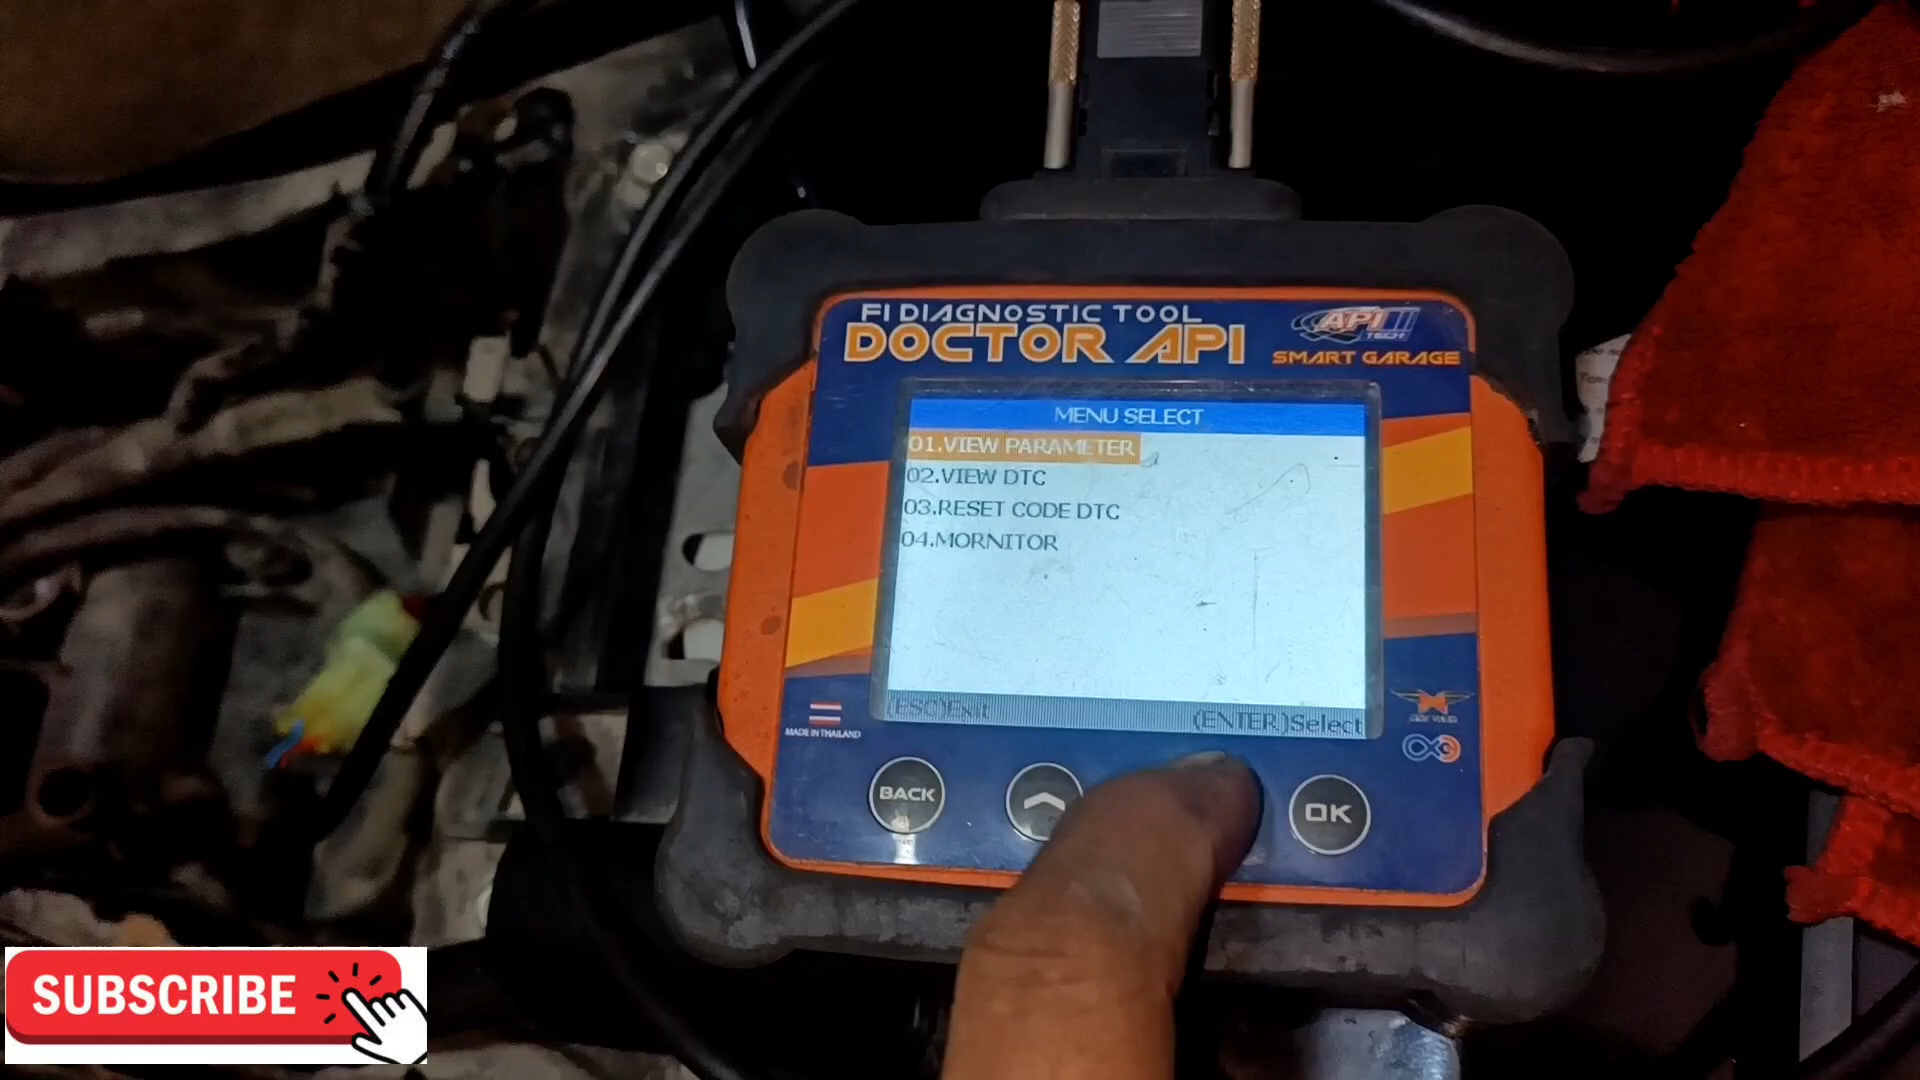 FI DIAGNOSTIC TOOL
DOCTOR API
API TECH
SMART GARAGE
MENU SELECT
01.VIEW PARAMETER
02.VIEW DTC
03.RESET CODE DTC
04.MORNITOR
(ESC)Exit
(ENTER)Select
MADE IN THAILAND
BACK
OK
SUBSCRIBE